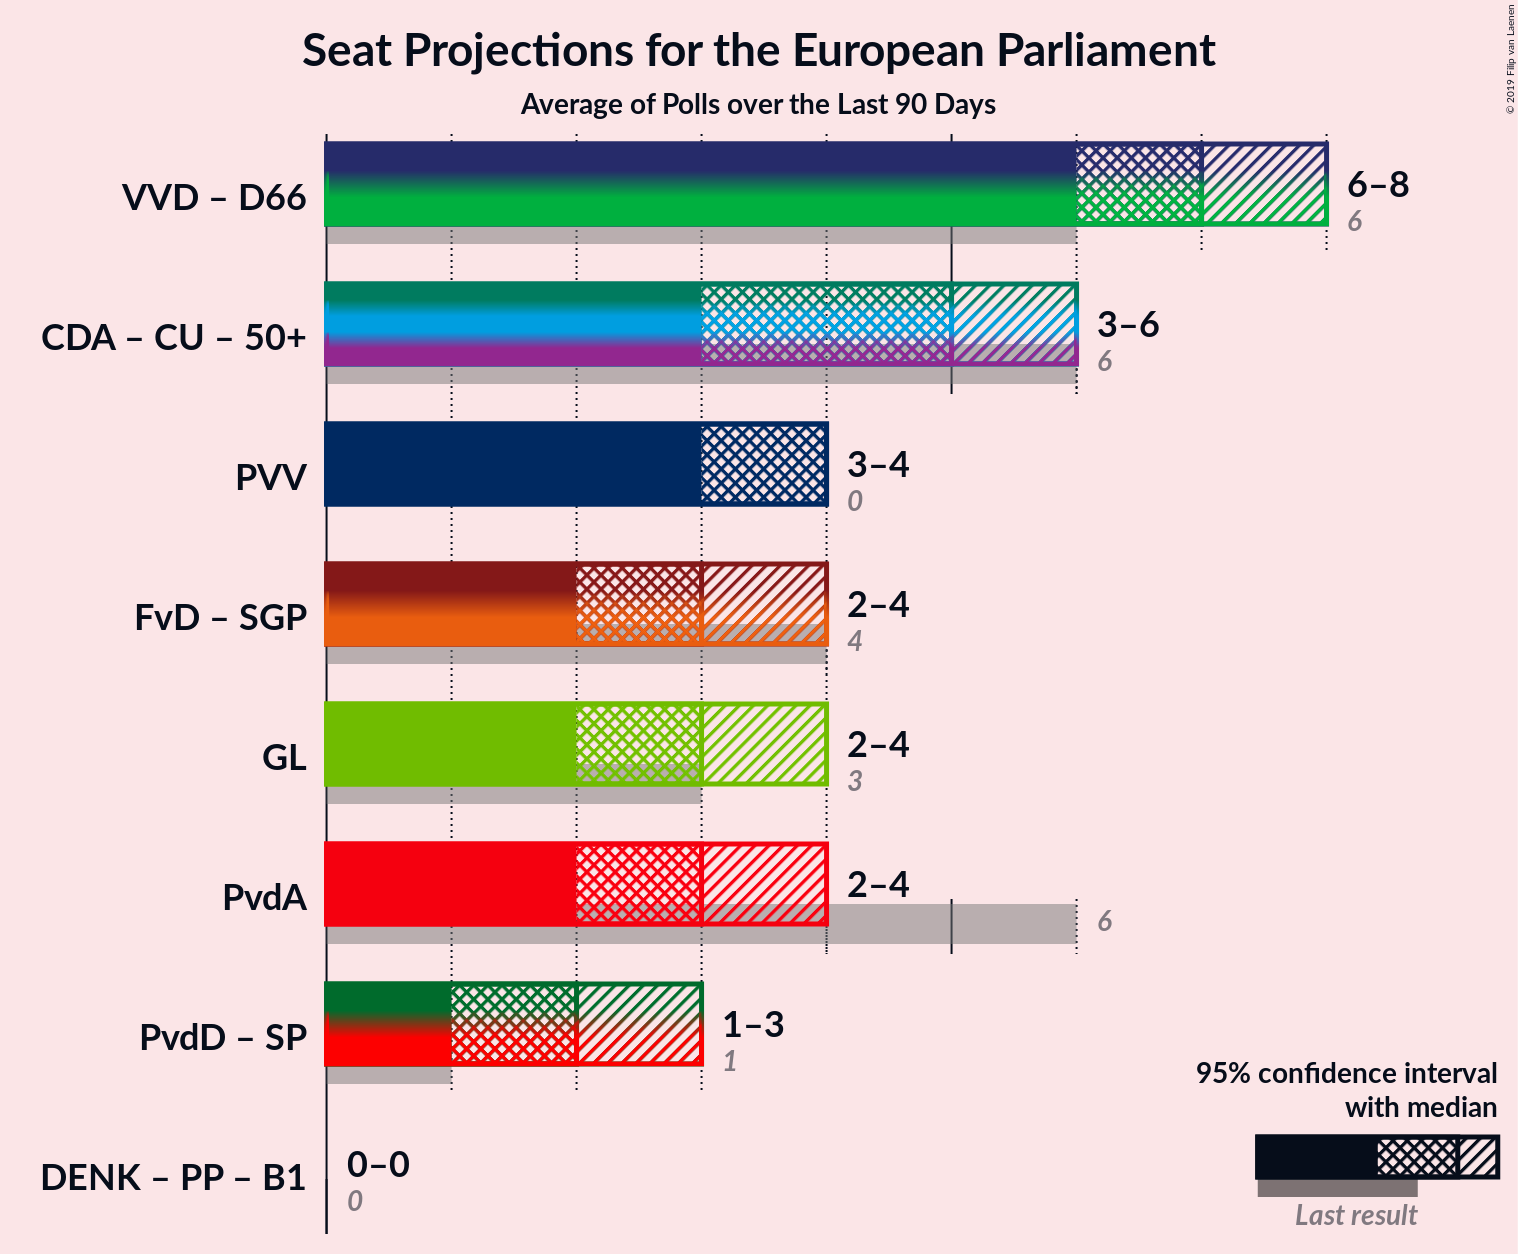 Seat Projections for the European Parliament
Average of Polls over the Last 90 Days
© 2019 Filip van Laenen
VVD – D66
6–8
6
CDA – CU – 50+
3–6
6
PVV
3–4
0
FvD – SGP
2–4
4
GL
2–4
3
PvdA
2–4
6
PvdD – SP
1–3
1
DENK – PP – B1
0–0
0
95% confidence interval
with median
Last result